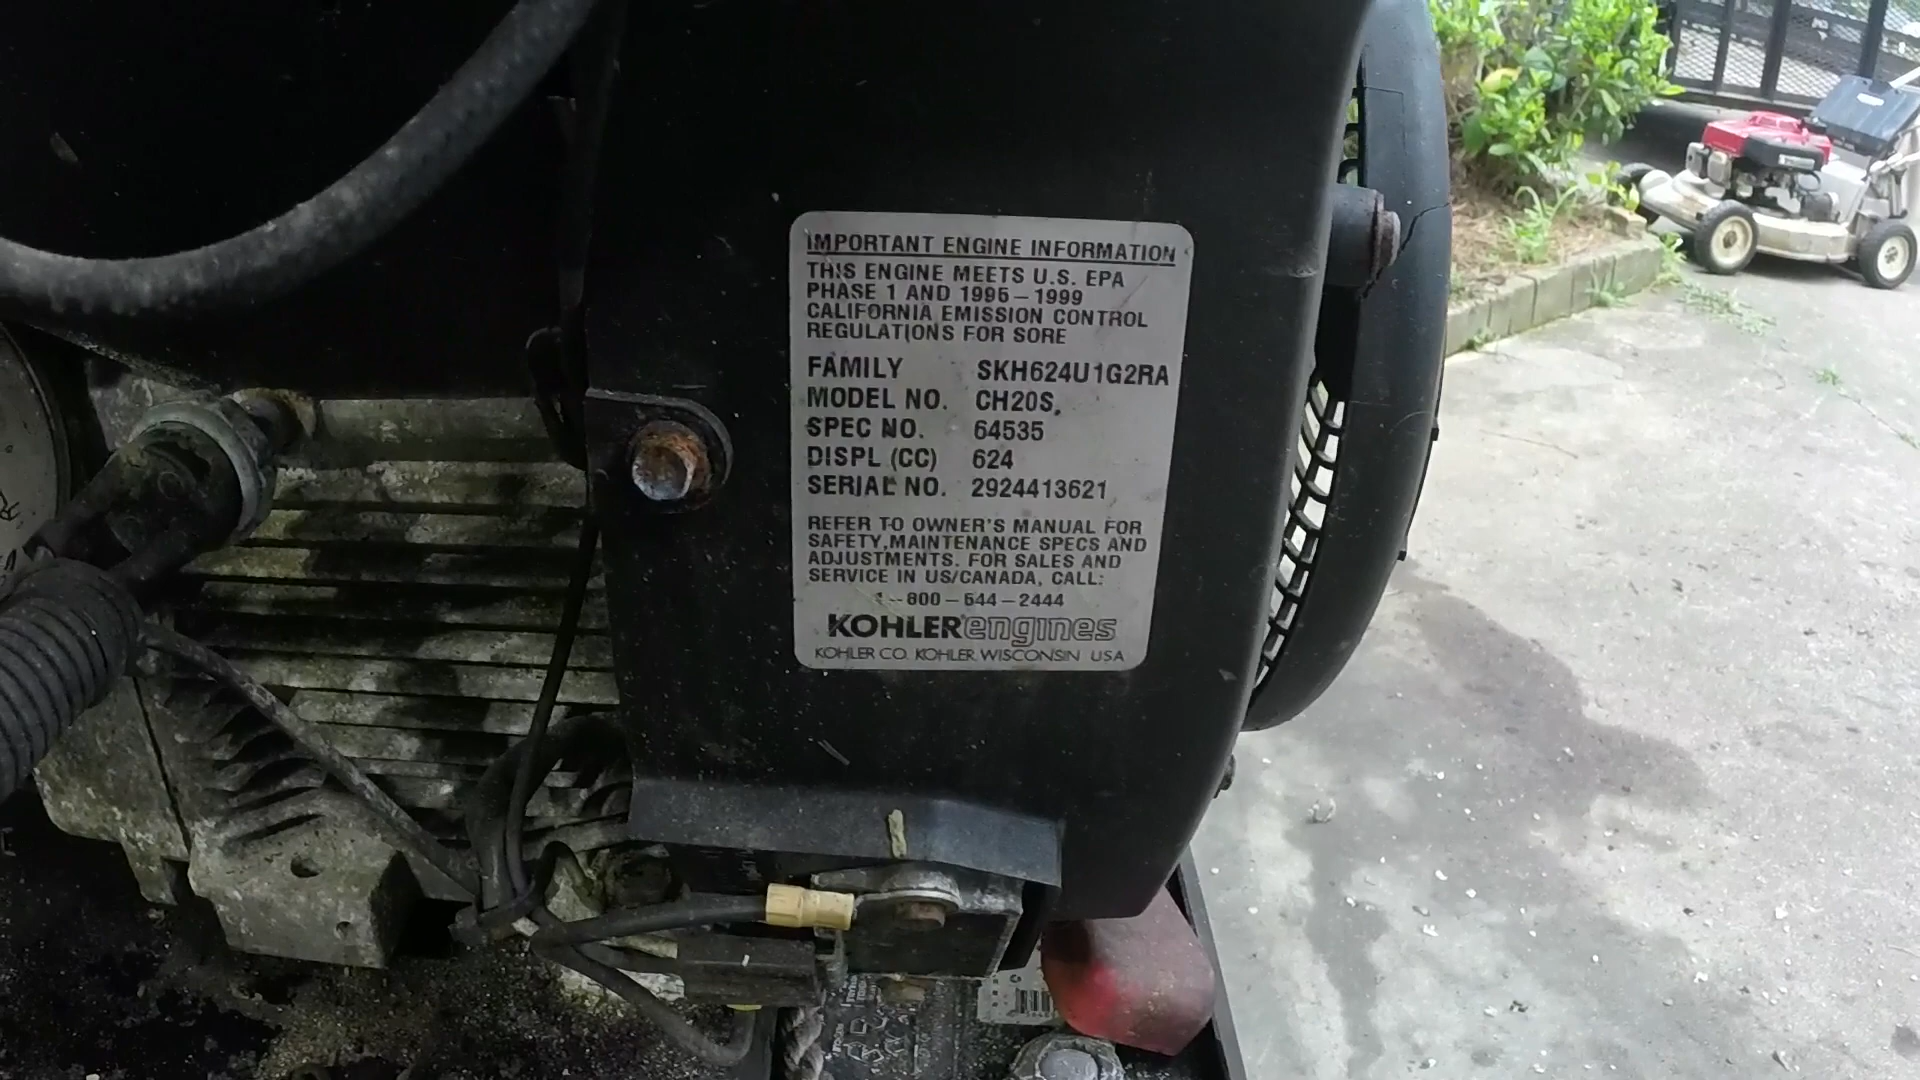 IMPORTANT ENGINE INFORMATION
THIS ENGINE MEETS U.S. EPA
PHASE 1 AND 1995–1999
CALIFORNIA EMISSION CONTROL
REGULATIONS FOR SORE
FAMILY SKH624U1G2RA
MODEL NO. CH20S
SPEC NO. 64535
DISPL (CC) 624
SERIAL NO. 2924413621
REFER TO OWNER'S MANUAL FOR
SAFETY, MAINTENANCE SPECS AND
ADJUSTMENTS. FOR SALES AND
SERVICE IN US/CANADA, CALL:
1–800–544–2444
KOHLER engines
KOHLER CO. KOHLER, WISCONSIN USA